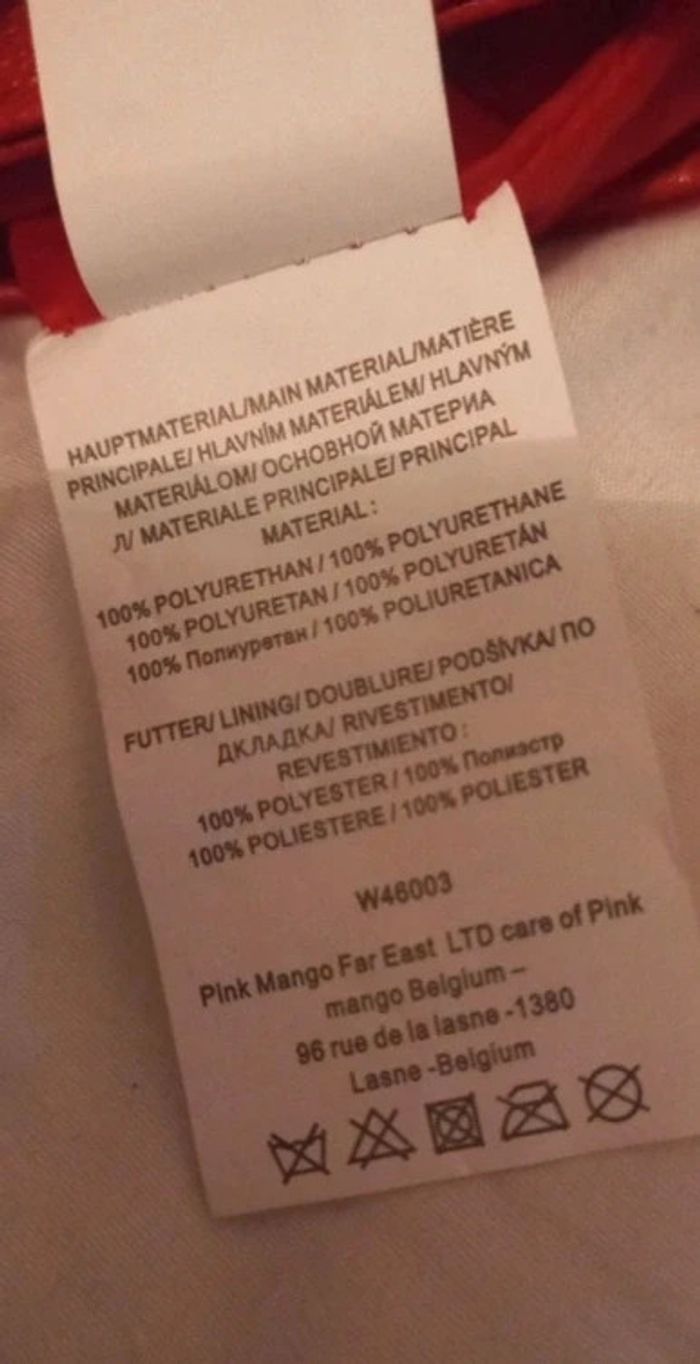 HAUPTMATERIAL/MAIN MATERIAL/MATIÈRE
PRINCIPALE/ HLAVNÍM MATERIÁLEM/ HLAVNÝM
MATERIÁLOM/ ОСНОВНОЙ МАТЕРИА
Л/ MATERIALE PRINCIPALE/ PRINCIPAL
MATERIAL :
100% POLYURETHAN / 100% POLYURETHANE
100% POLYURETAN / 100% POLYURETÁN
100% Полиуретан / 100% POLIURETANICA
FUTTER/ LINING/ DOUBLURE/ PODŠÍVKA/ ПО
ДКЛАДКА/ RIVESTIMENTO/
REVESTIMIENTO :
100% POLYESTER / 100% Полиэстр
100% POLIESTERE / 100% POLIESTER
W46003
Pink Mango Far East LTD care of Pink
mango Belgium –
96 rue de la lasne -1380
Lasne -Belgium